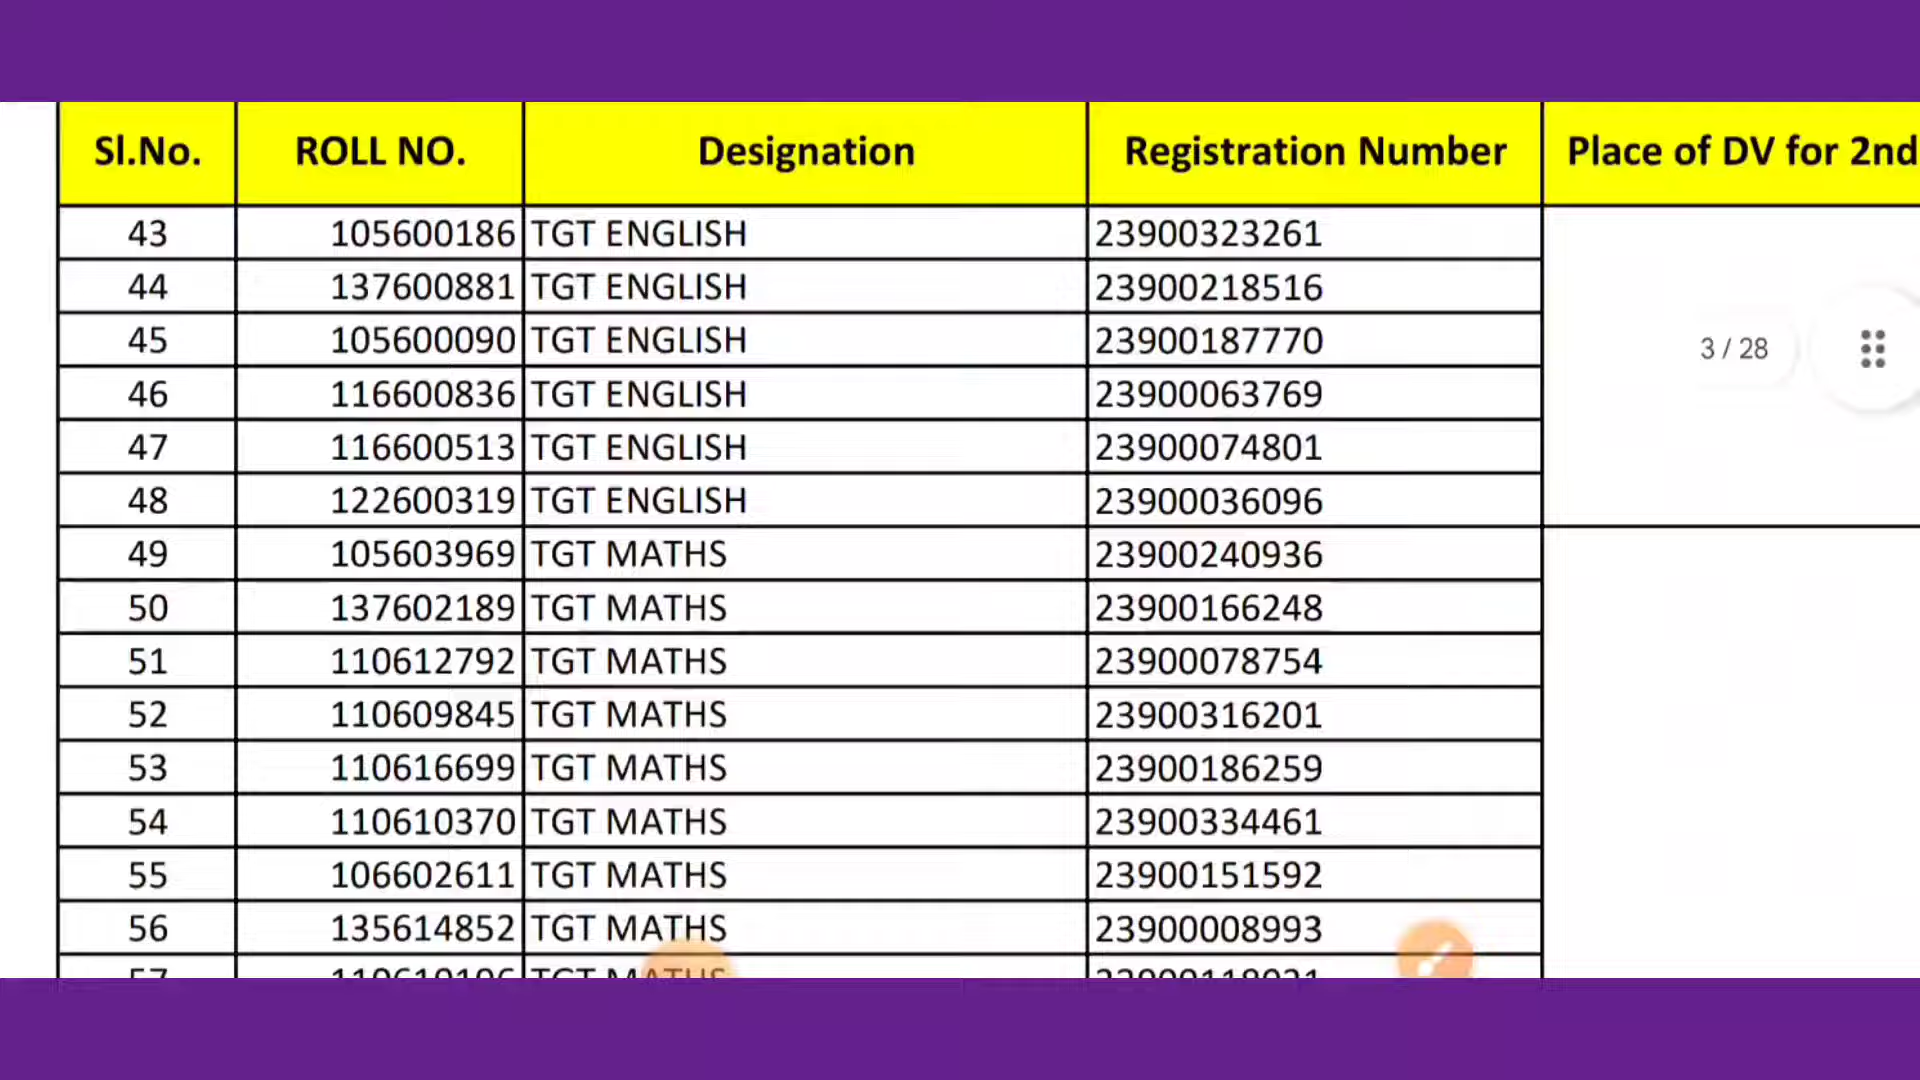 Sl.No. ROLL NO. Designation Registration Number Place of DV for 2nd
43 105600186 TGT ENGLISH 23900323261
44 137600881 TGT ENGLISH 23900218516
3 / 28
45 105600090 TGT ENGLISH 23900187770
46 116600836 TGT ENGLISH 23900063769
47 116600513 TGT ENGLISH 23900074801
48 122600319 TGT ENGLISH 23900036096
49 105603969 TGT MATHS 23900240936
50 137602189 TGT MATHS 23900166248
51 110612792 TGT MATHS 23900078754
52 110609845 TGT MATHS 23900316201
53 110616699 TGT MATHS 23900186259
54 110610370 TGT MATHS 23900334461
55 106602611 TGT MATHS 23900151592
56 135614852 TGT MATHS 23900008993
57 TGT MATHS